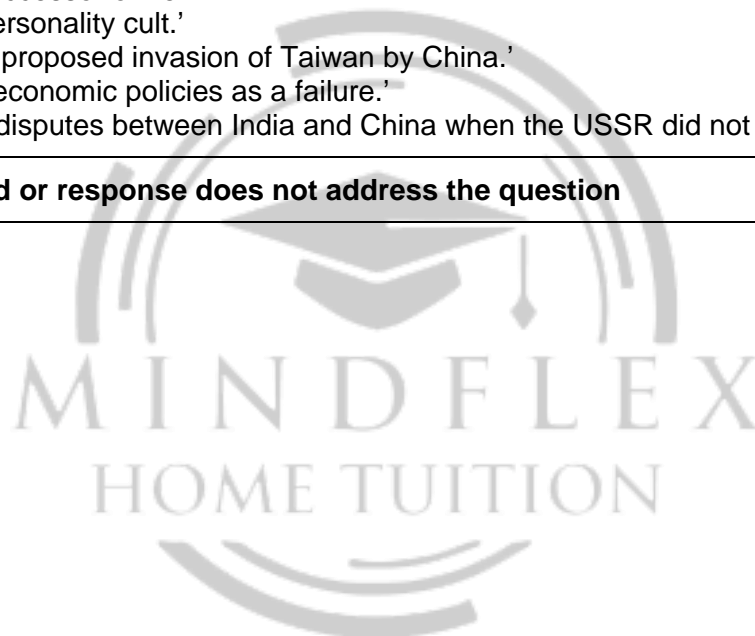 ersonality cult.’
proposed invasion of Taiwan by China.’
economic policies as a failure.’
disputes between India and China when the USSR did not
d or response does not address the question
MINDFLEX
HOME TUITION